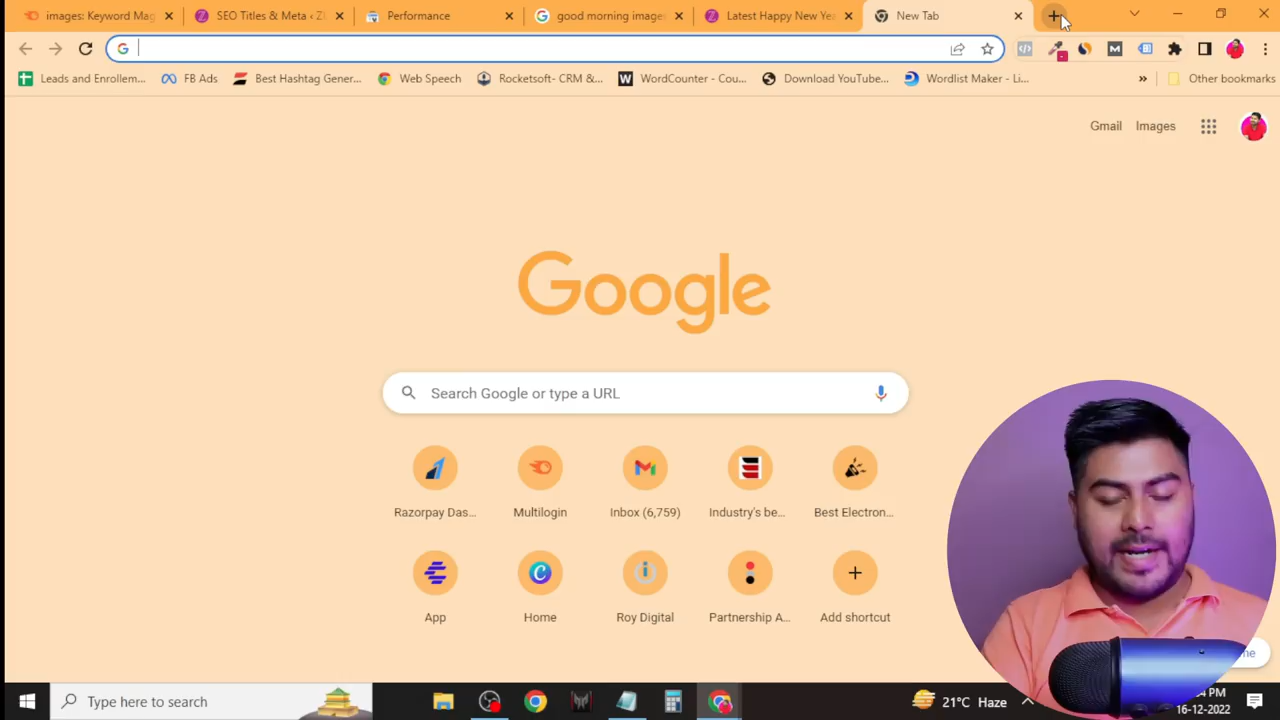 images: Keyword Mag
SEO Titles & Meta ‹ Z
Performance
good morning images
Latest Happy New Yea
New Tab
Leads and Enrollem...
FB Ads
Best Hashtag Gener...
Web Speech
Rocketsoft- CRM &...
WordCounter - Cou...
Download YouTube...
Wordlist Maker - Li...
»
Other bookmarks
Gmail
Images
Google
Search Google or type a URL
Razorpay Das...
Multilogin
Inbox (6,759)
Industry's be...
Best Electron...
App
Home
Roy Digital
Partnership A...
Add shortcut
Type here to search
21°C Haze
PM
16-12-2022